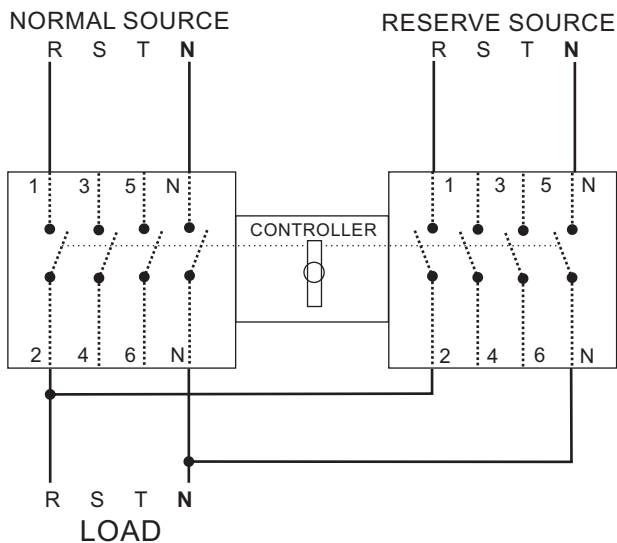 NORMAL SOURCE
R S T N
RESERVE SOURCE
R S T N
1 3 5 N
1 3 5 N
CONTROLLER
2 4 6 N
2 4 6 N
R S T N
LOAD